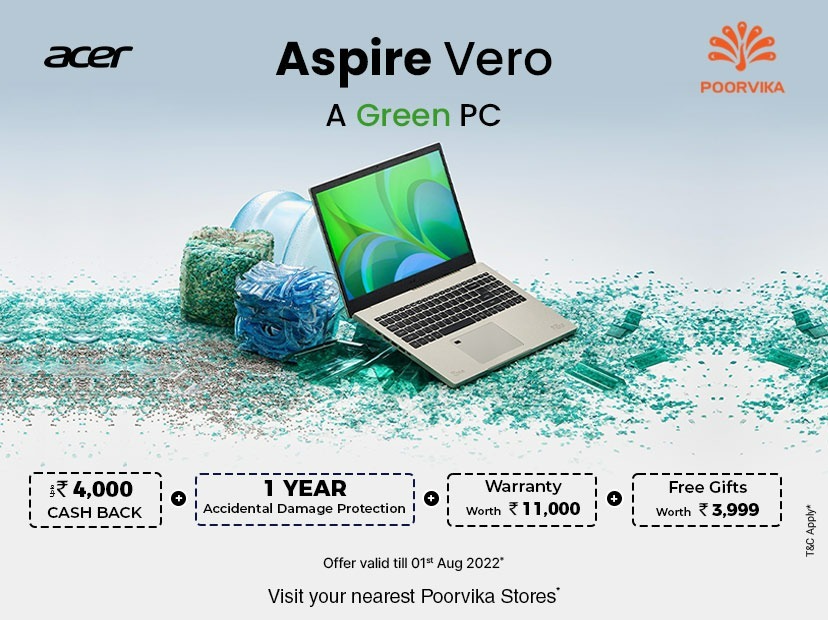 acer
Aspire Vero
POORVIKA
A Green PC
₹ 4,000
CASH BACK
+
1 YEAR
Accidental Damage Protection
+
Warranty
Worth ₹ 11,000
+
Free Gifts
Worth ₹ 3,999
T&C Apply*
Offer valid till 01st Aug 2022*
Visit your nearest Poorvika Stores*